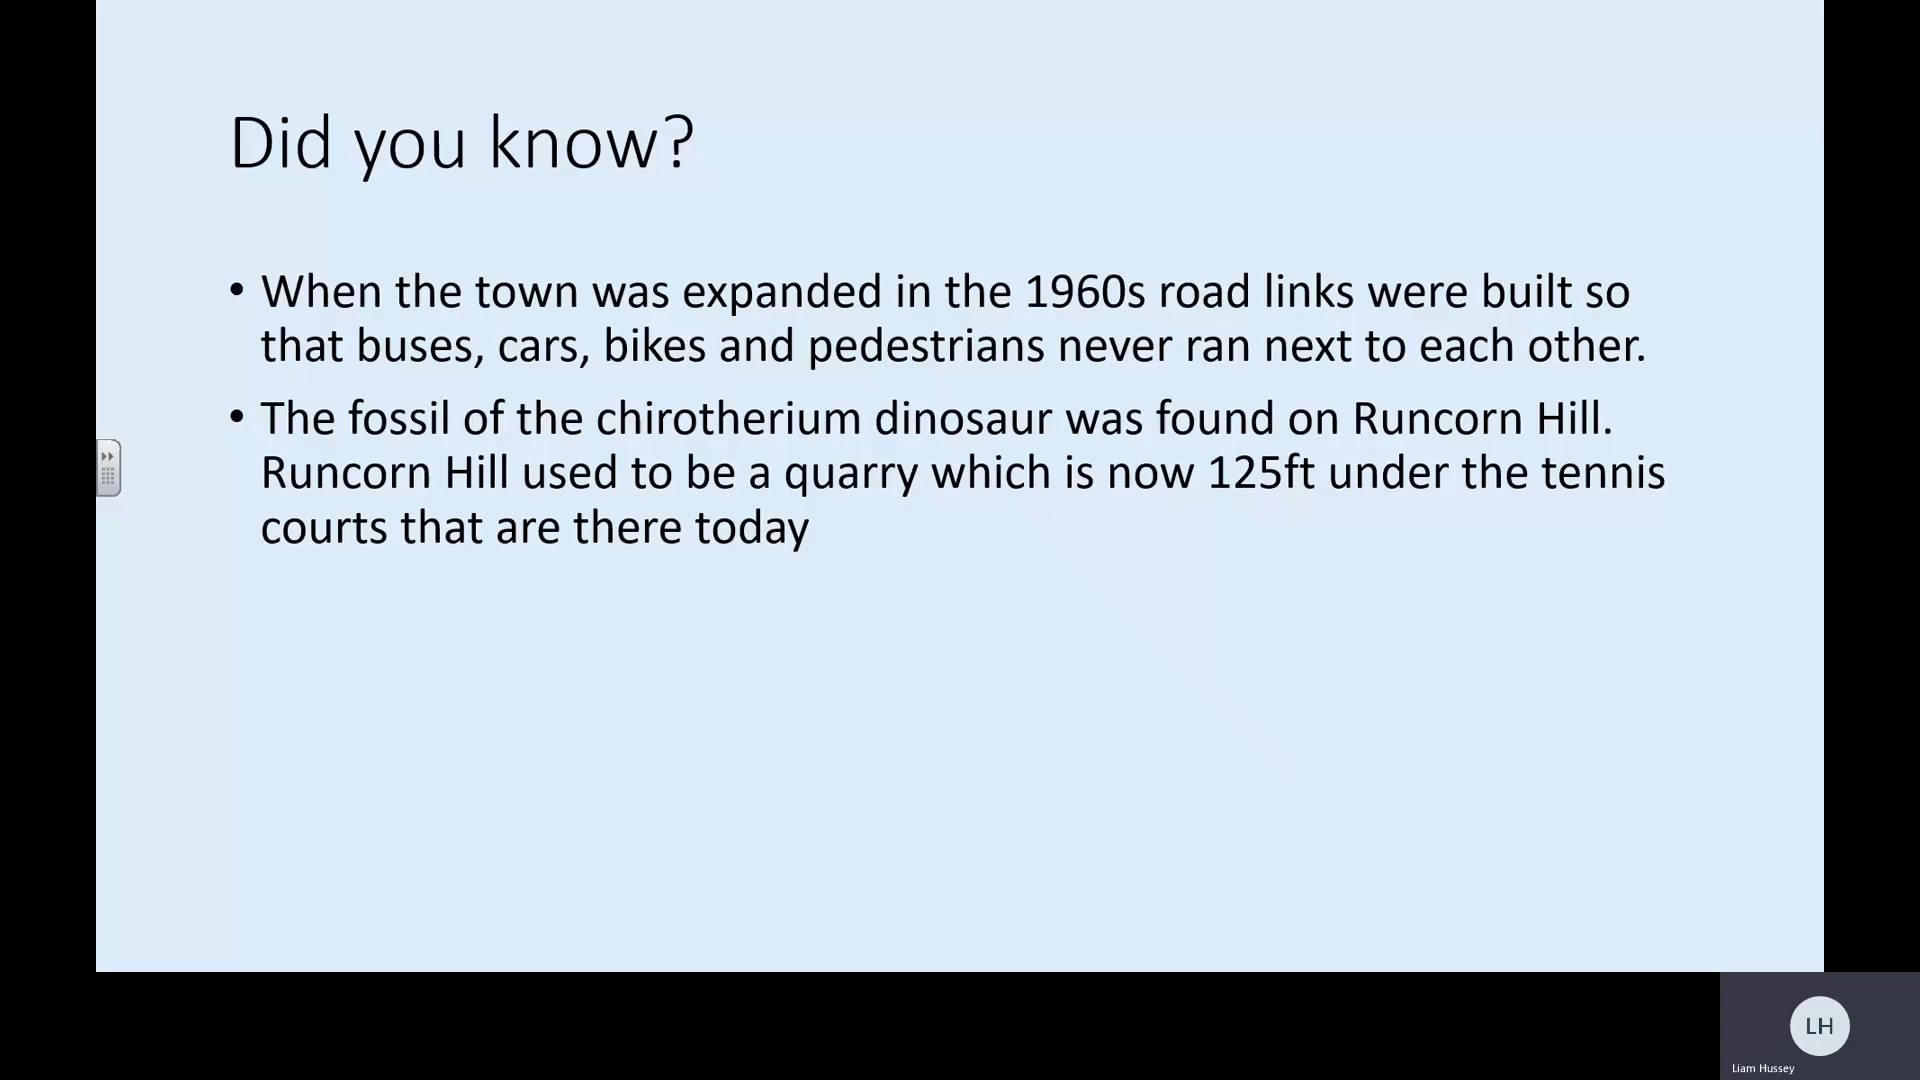 Did you know?
• When the town was expanded in the 1960s road links were built so
that buses, cars, bikes and pedestrians never ran next to each other.
• The fossil of the chirotherium dinosaur was found on Runcorn Hill.
Runcorn Hill used to be a quarry which is now 125ft under the tennis
courts that are there today
LH
Liam Hussey